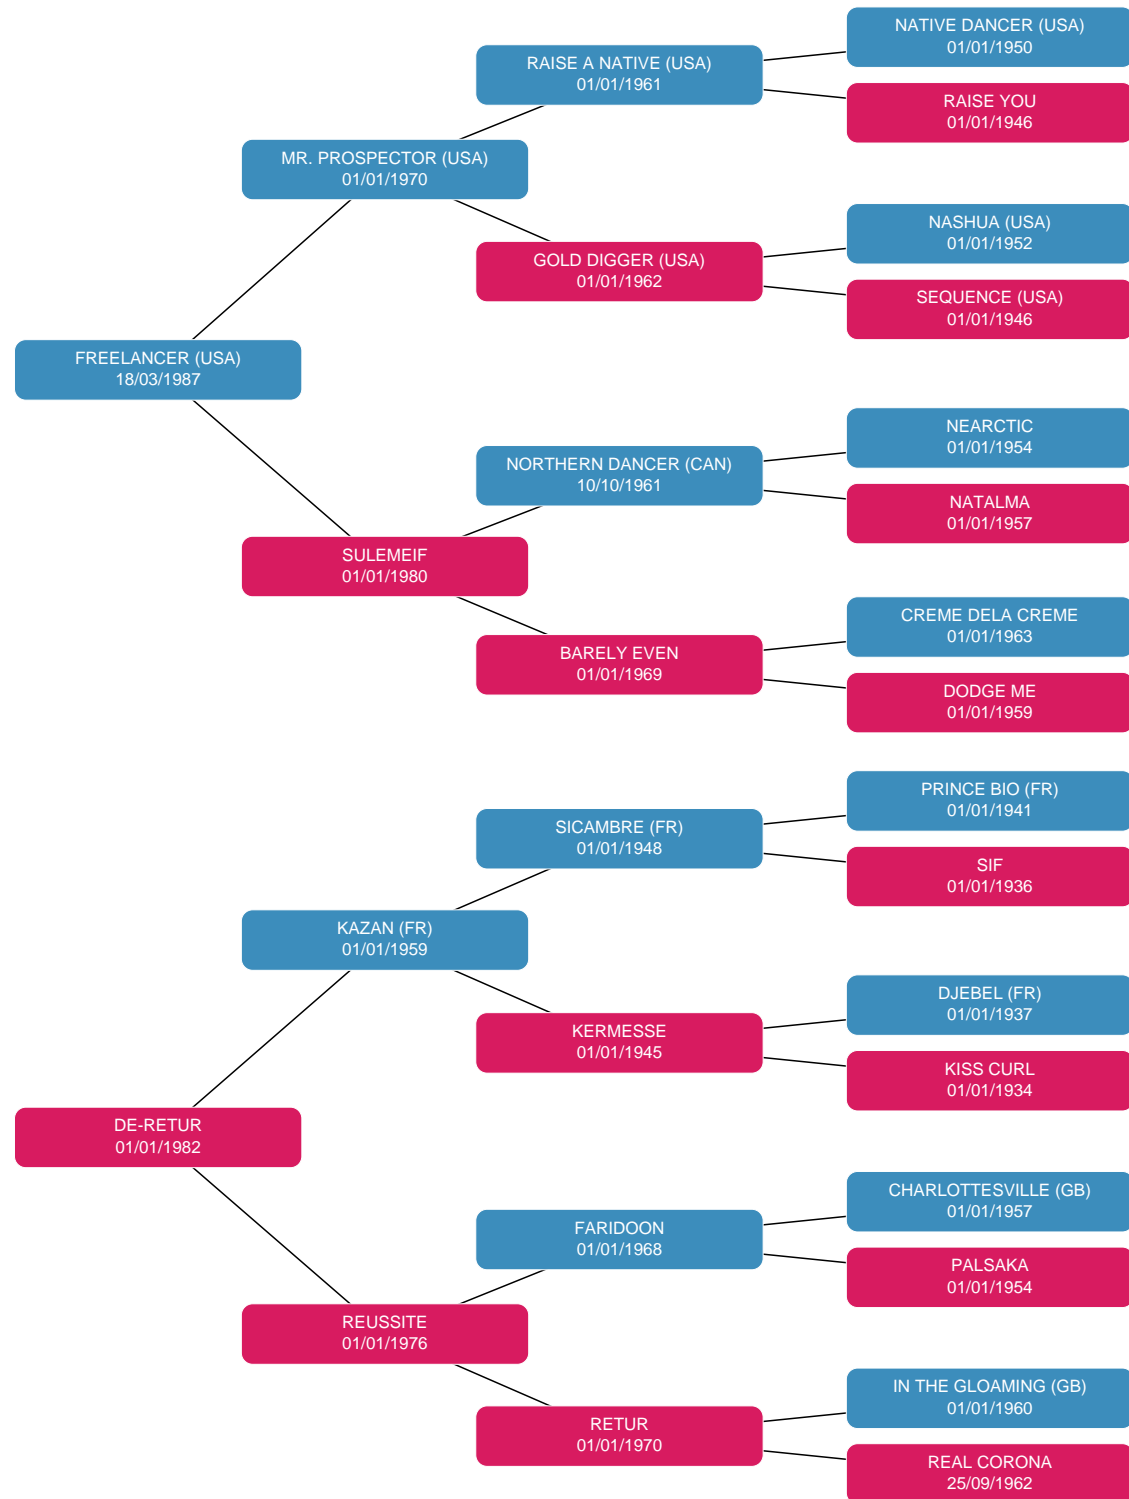 NATIVE DANCER (USA)
01/01/1950
RAISE A NATIVE (USA)
01/01/1961
RAISE YOU
01/01/1946
MR. PROSPECTOR (USA)
01/01/1970
NASHUA (USA)
01/01/1952
GOLD DIGGER (USA)
01/01/1962
SEQUENCE (USA)
01/01/1946
FREELANCER (USA)
18/03/1987
NEARCTIC
01/01/1954
NORTHERN DANCER (CAN)
10/10/1961
NATALMA
01/01/1957
SULEMEIF
01/01/1980
CREME DELA CREME
01/01/1963
BARELY EVEN
01/01/1969
DODGE ME
01/01/1959
PRINCE BIO (FR)
01/01/1941
SICAMBRE (FR)
01/01/1948
SIF
01/01/1936
KAZAN (FR)
01/01/1959
DJEBEL (FR)
01/01/1937
KERMESSE
01/01/1945
KISS CURL
01/01/1934
DE-RETUR
01/01/1982
CHARLOTTESVILLE (GB)
01/01/1957
FARIDOON
01/01/1968
PALSAKA
01/01/1954
REUSSITE
01/01/1976
IN THE GLOAMING (GB)
01/01/1960
RETUR
01/01/1970
REAL CORONA
25/09/1962